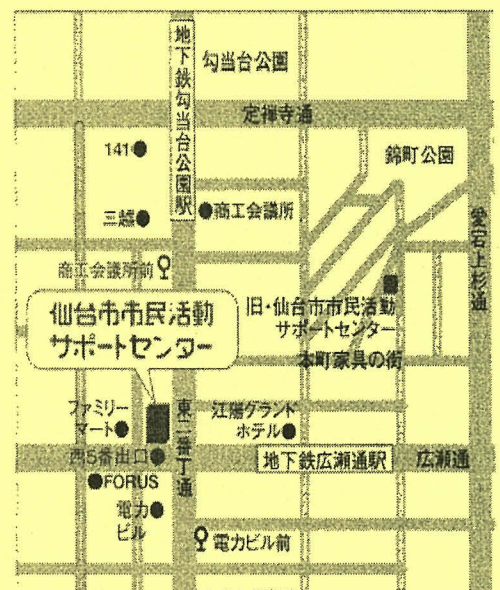 地下鉄勾当台公園駅
勾当台公園
定禅寺通
141
錦町公園
三越
商工会議所
愛宕上杉通
商工会議所前
仙台市市民活動
サポートセンター
旧・仙台市市民活動
サポートセンター
本町家具の街
ファミリー
マート
東二番丁通
江陽グランド
ホテル
西5番出口
地下鉄広瀬通駅
広瀬通
FORUS
電力
ビル
電力ビル前